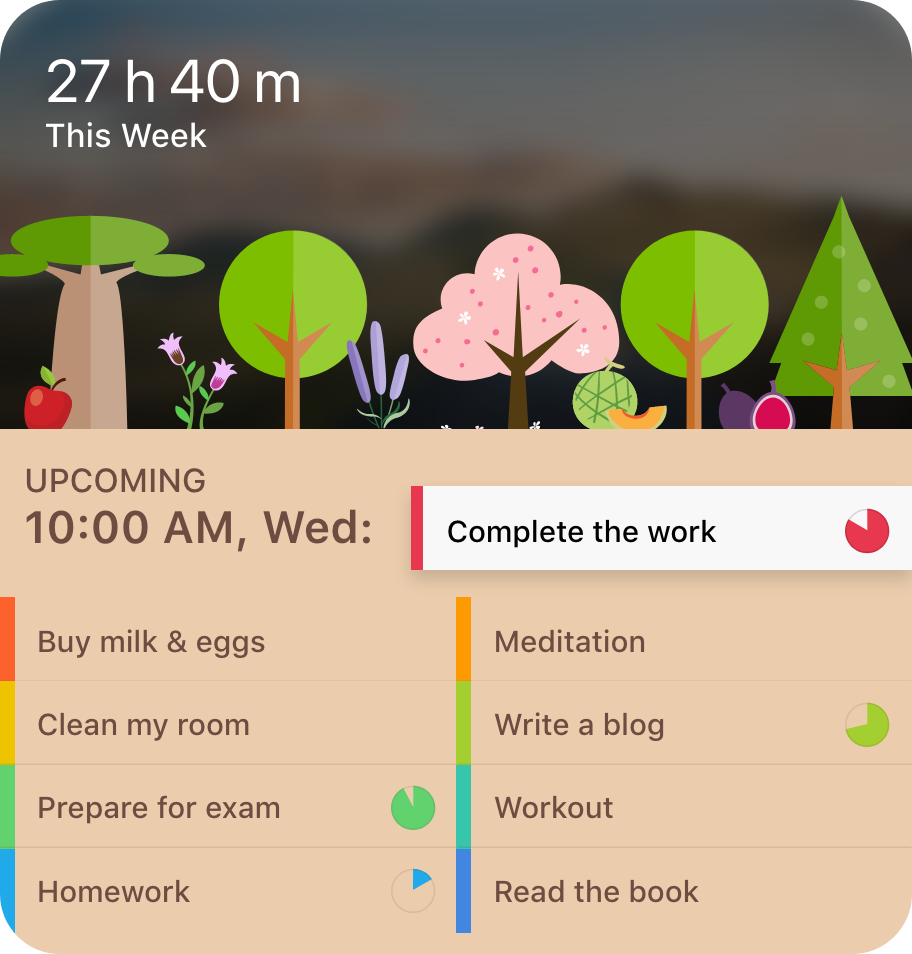 27 h 40 m
This Week
UPCOMING
10:00 AM, Wed:
Complete the work
Buy milk & eggs
Meditation
Clean my room
Write a blog
Prepare for exam
Workout
Homework
Read the book